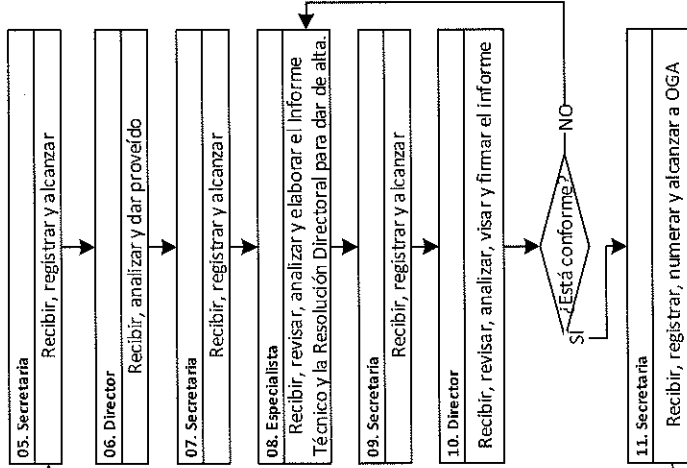 05. Secretaria
Recibir, registrar y alcanzar
06. Director
Recibir, analizar y dar proveído
07. Secretaria
Recibir, registrar y alcanzar
08. Especialista
Recibir, revisar, analizar y elaborar el Informe
Técnico y la Resolución Directoral para dar de alta.
09. Secretaria
Recibir, registrar y alcanzar
10. Director
Recibir, revisar, analizar, visar y firmar el informe
¿Está conforme?
NO
SI
11. Secretaria
Recibir, registrar, numerar y alcanzar a OGA